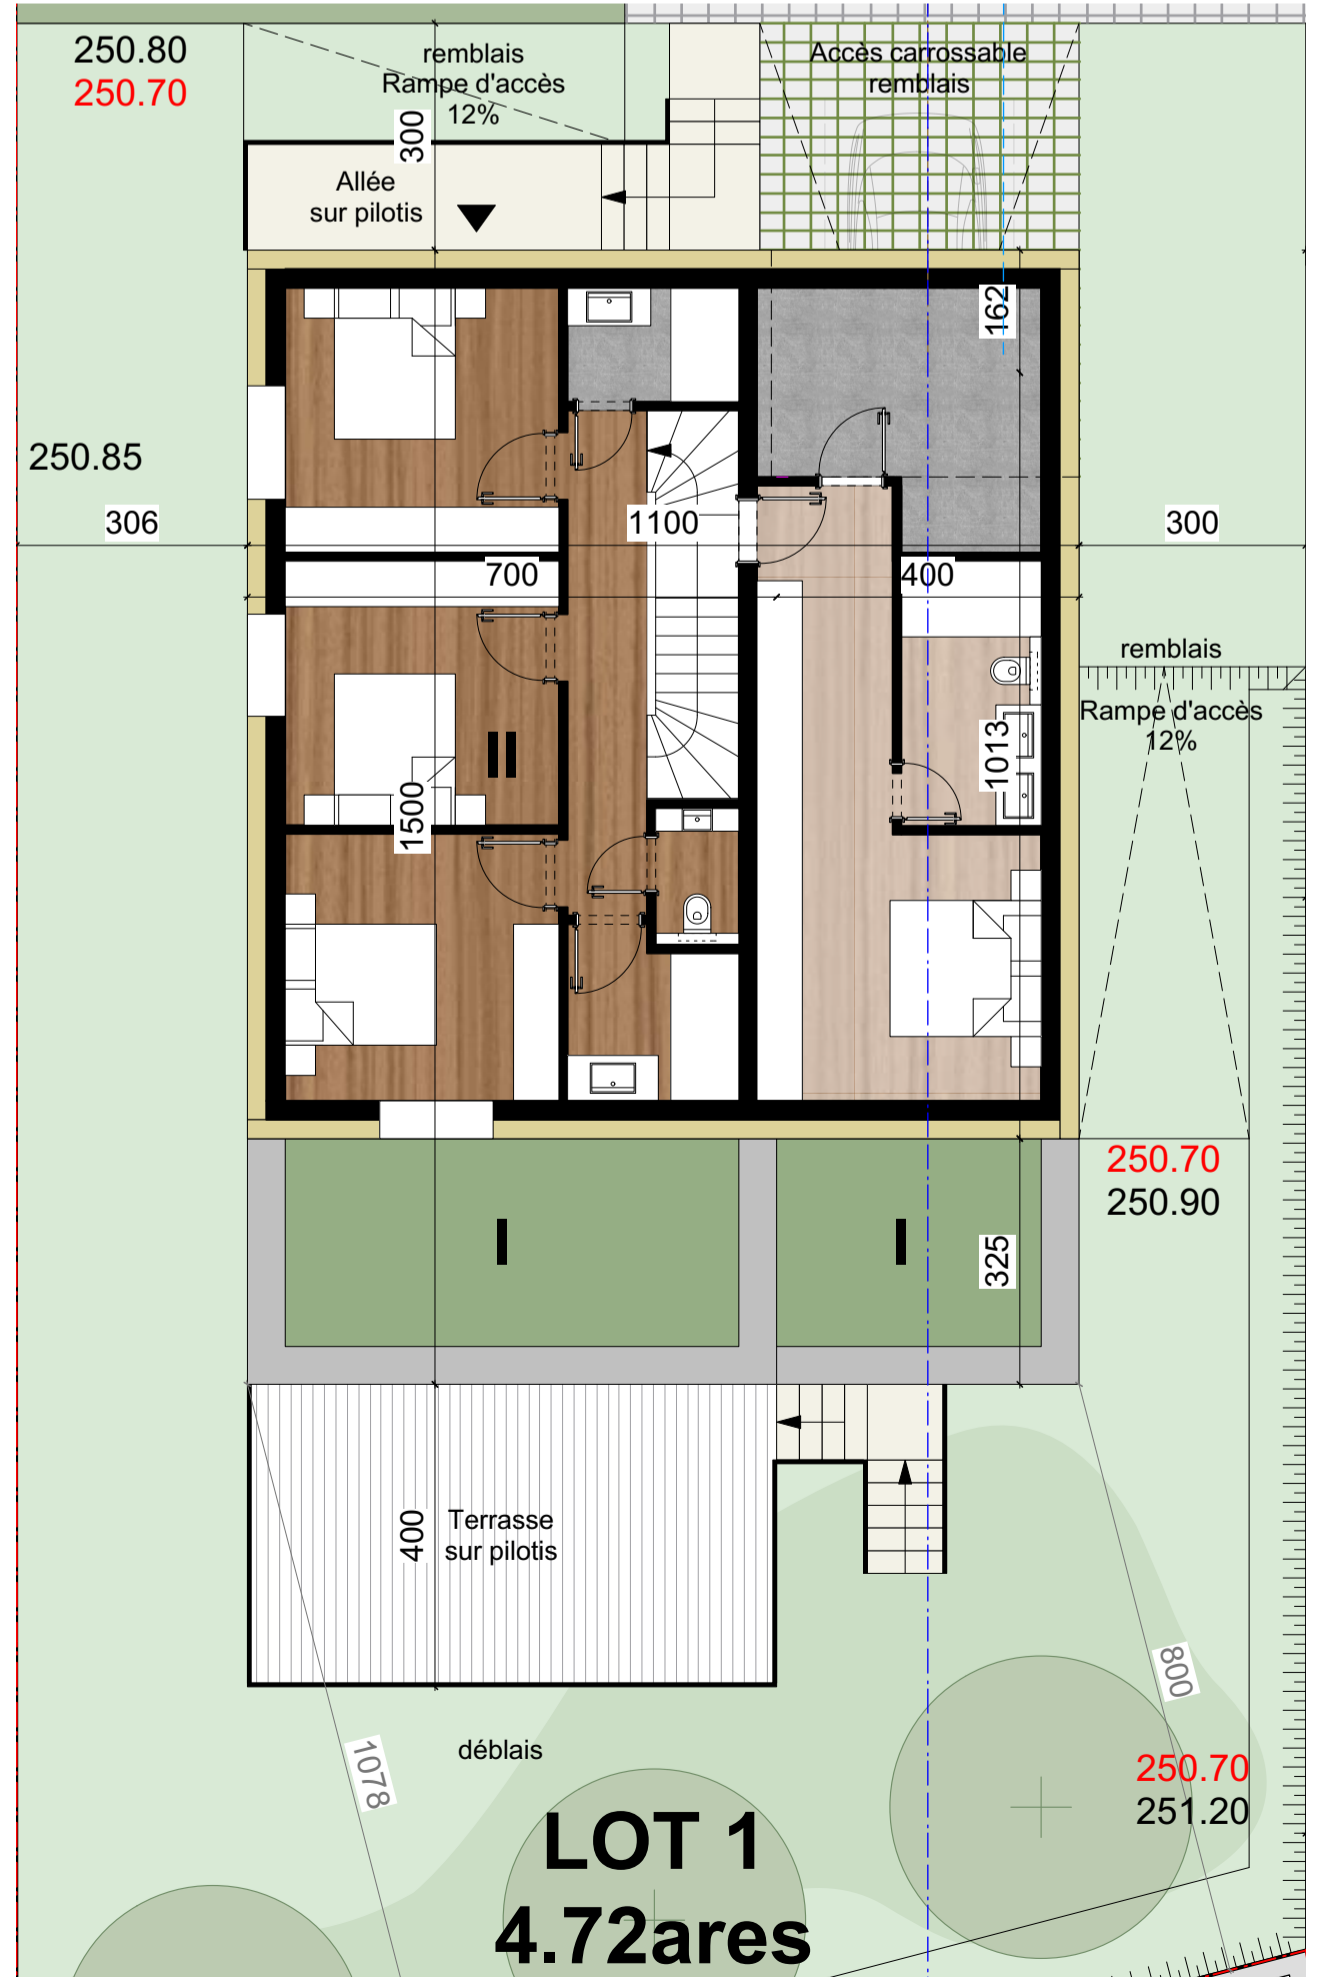 250.80
250.70
remblais
Rampe d'accès
12%
Accès carrossable
remblais
300
Allée
sur pilotis
162
250.85
306
1100
300
700
400
remblais
Rampe d'accès
12%
II
1013
1500
250.70
250.90
I
I
325
400
Terrasse
sur pilotis
800
déblais
1078
250.70
251.20
LOT 1
4.72ares